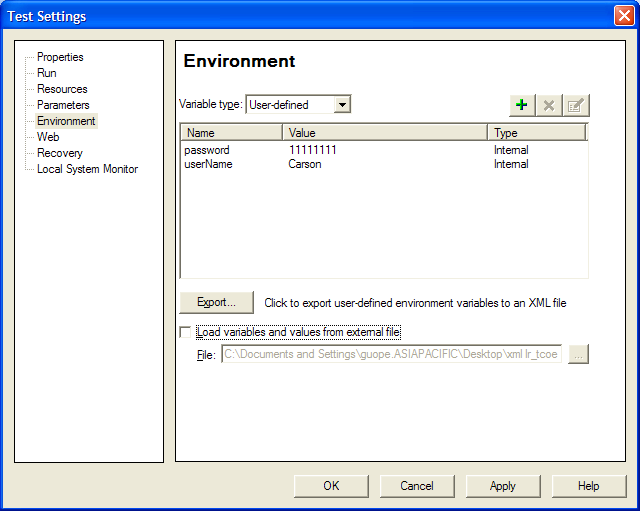 Test Settings
Properties
Run
Resources
Parameters
Environment
Web
Recovery
Local System Monitor
Environment
Variable type: User-defined
Name Value Type
password 11111111 Internal
userName Carson Internal
Export... Click to export user-defined environment variables to an XML file
Load variables and values from external file
File: C:\Documents and Settings\guope.ASIAPACIFIC\Desktop\xml lr_tcoe ...
OK Cancel Apply Help